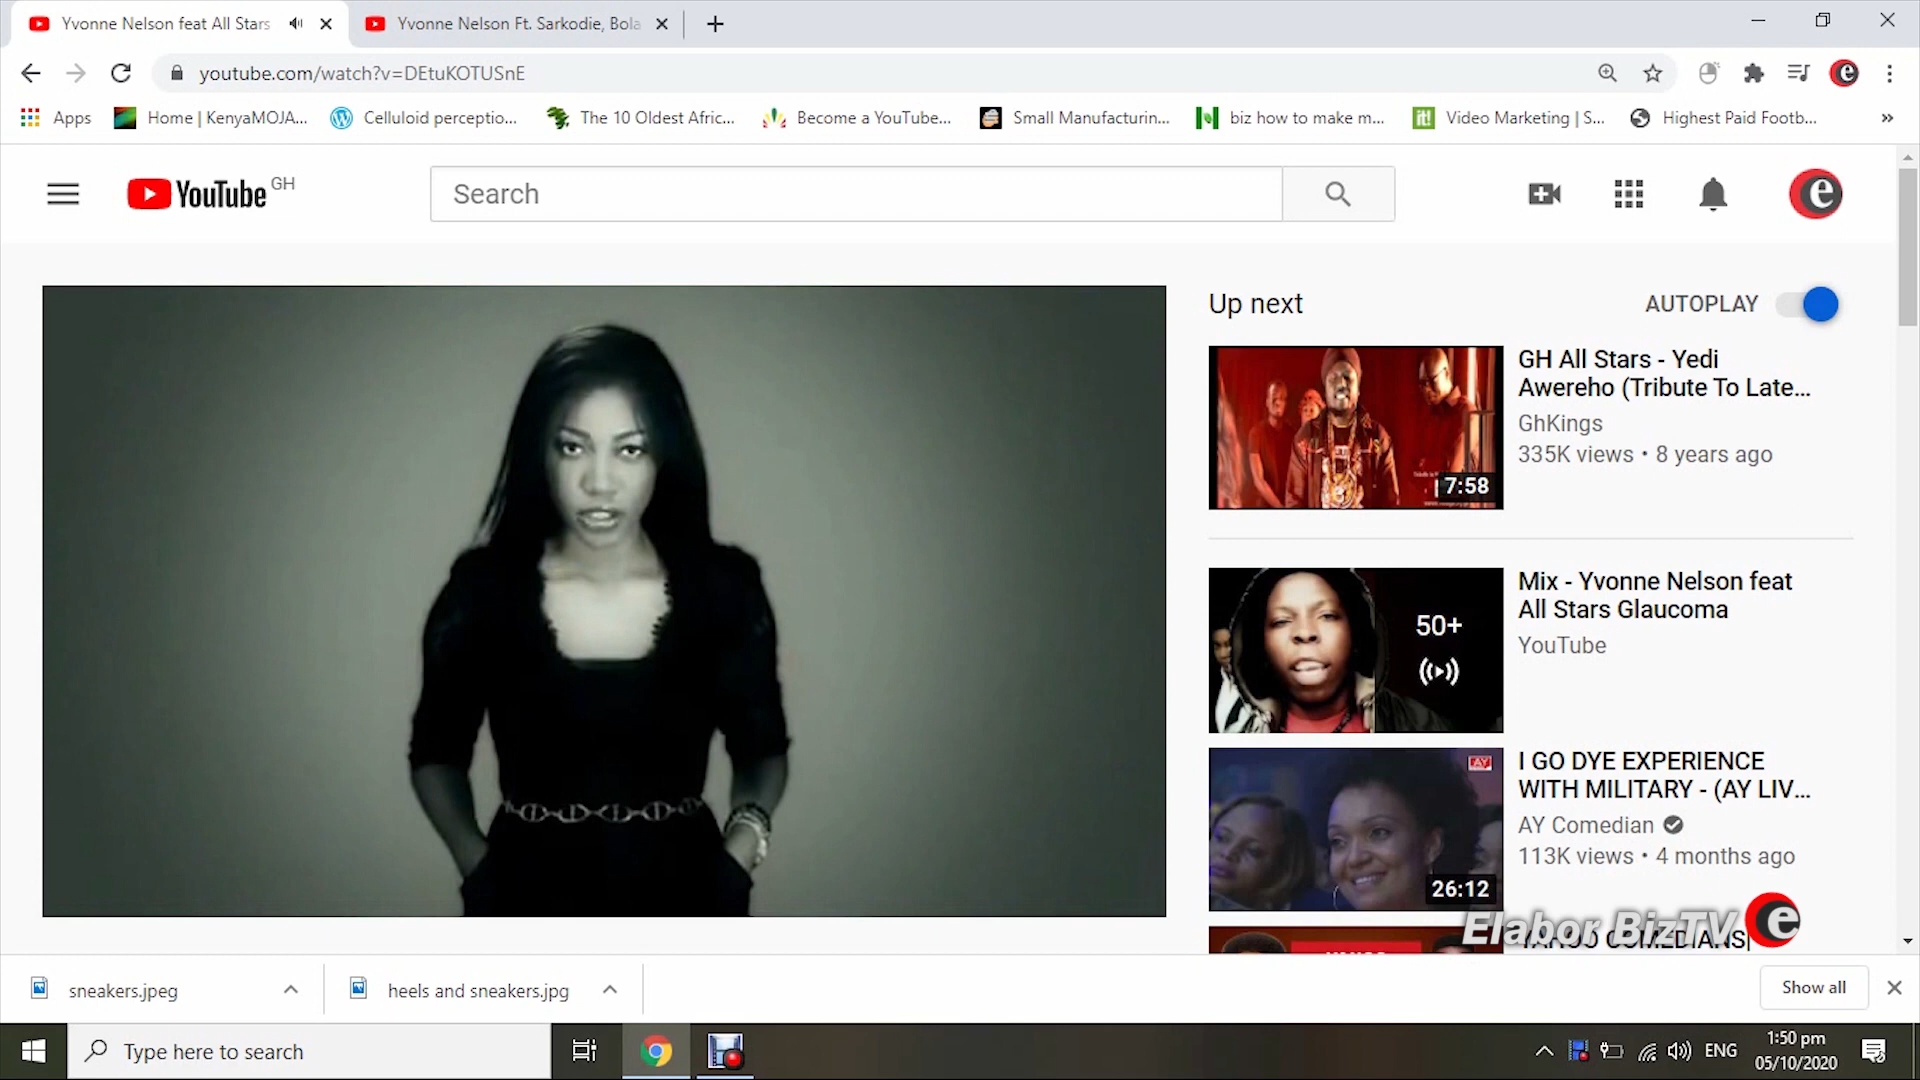 Yvonne Nelson feat All Stars
Yvonne Nelson Ft. Sarkodie, Bola
youtube.com/watch?v=DEtuKOTUSnE
Apps
Home | KenyaMOJA...
Celluloid perceptio...
The 10 Oldest Afric...
Become a YouTube...
Small Manufacturin...
biz how to make m...
Video Marketing | S...
Highest Paid Footb...
YouTube GH
Search
Up next
AUTOPLAY
GH All Stars - Yedi
Awereho (Tribute To Late...
GhKings
335K views • 8 years ago
7:58
Mix - Yvonne Nelson feat
All Stars Glaucoma
YouTube
50+
I GO DYE EXPERIENCE
WITH MILITARY - (AY LIV...
AY Comedian
113K views • 4 months ago
AY
26:12
Elabor BizTV e
COMEDIANS|
sneakers.jpeg
heels and sneakers.jpg
Show all
Type here to search
ENG
1:50 pm
05/10/2020